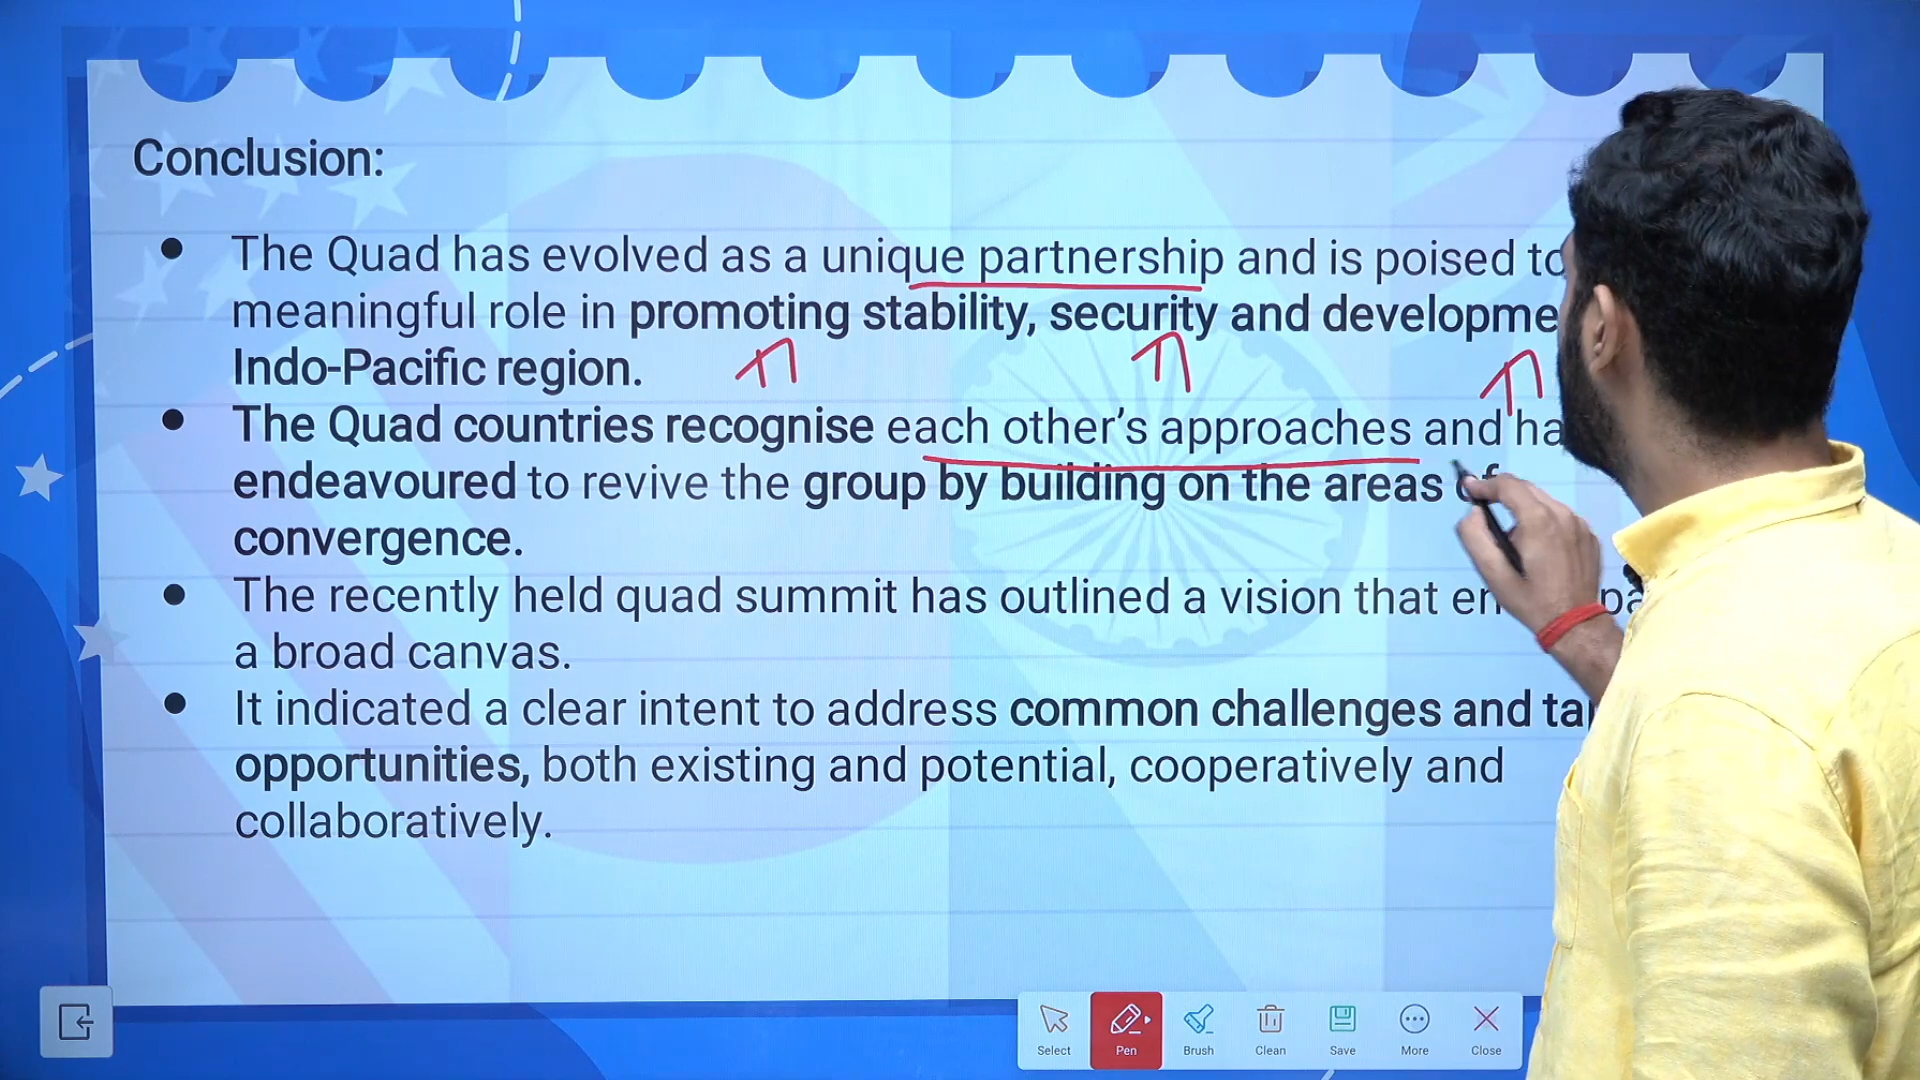 Conclusion:
● The Quad has evolved as a unique partnership and is poised to
meaningful role in promoting stability, security and
Indo-Pacific region.
● The Quad countries recognise each other's approaches and
endeavoured to revive the group by building on the areas of
convergence.
● The recently held quad summit has outlined a vision that
a broad canvas.
● It indicated a clear intent to address common challenges and
opportunities, both existing and potential, cooperatively and
collaboratively.
Select Pen Brush Clean Save More Close